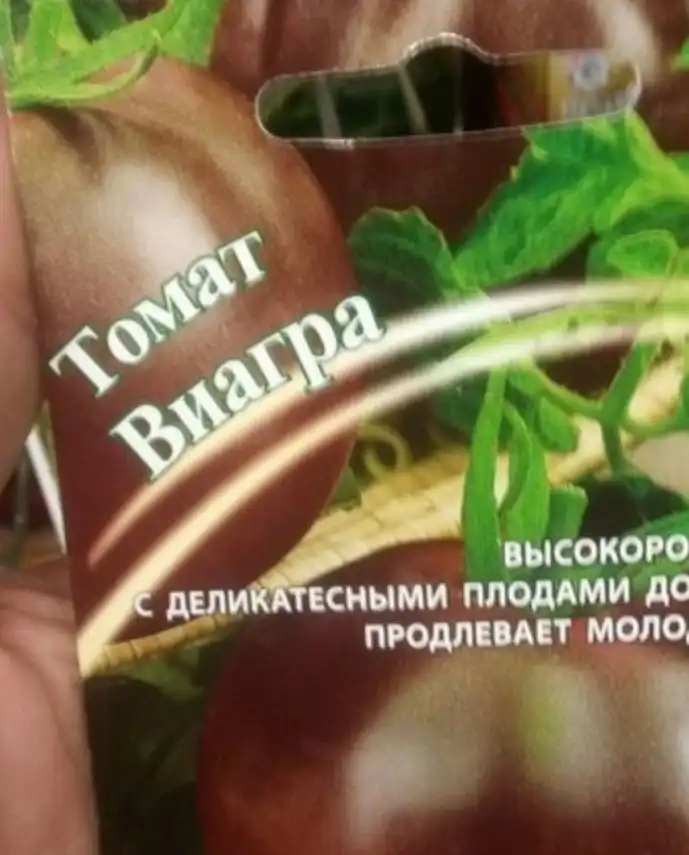 Томат
Виагра
ВЫСОКОРО
С ДЕЛИКАТЕСНЫМИ ПЛОДАМИ ДО
ПРОДЛЕВАЕТ МОЛОД